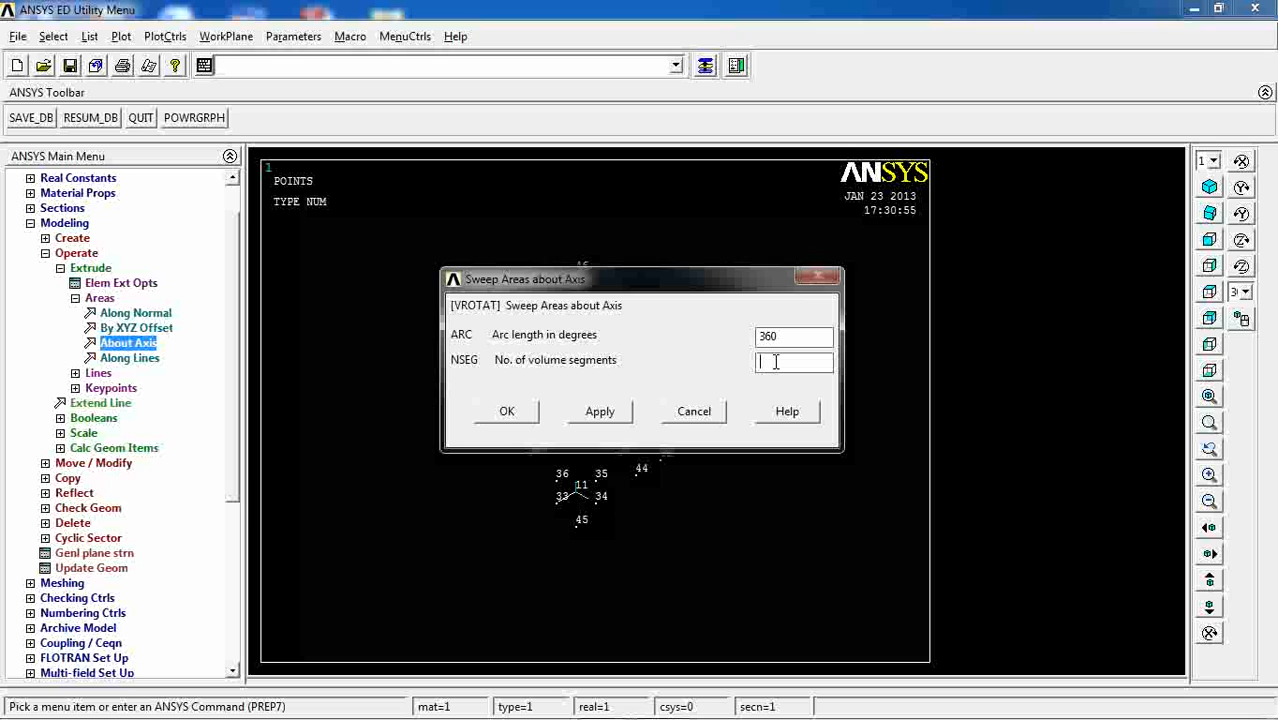 ANSYS ED Utility Menu
File Select List Plot PlotCtrls WorkPlane Parameters Macro MenuCtrls Help
ANSYS Toolbar
SAVE_DB RESUM_DB QUIT POWRGRPH
ANSYS Main Menu
Real Constants
Material Props
Sections
Modeling
Create
Operate
Extrude
Elem Ext Opts
Areas
Along Normal
By XYZ Offset
About Axis
Along Lines
Lines
Keypoints
Extend Line
Booleans
Scale
Calc Geom Items
Move / Modify
Copy
Reflect
Check Geom
Delete
Cyclic Sector
Genl plane strn
Update Geom
Meshing
Checking Ctrls
Numbering Ctrls
Archive Model
Coupling / Ceqn
FLOTRAN Set Up
Multi-field Set Up
1
POINTS
TYPE NUM
ANSYS
JAN 23 2013
17:30:55
Sweep Areas about Axis
[VROTAT] Sweep Areas about Axis
ARC Arc length in degrees 360
NSEG No. of volume segments
OK Apply Cancel Help
36 35 44
11
33 34
45
1
Pick a menu item or enter an ANSYS Command (PREP7) mat=1 type=1 real=1 csys=0 secn=1